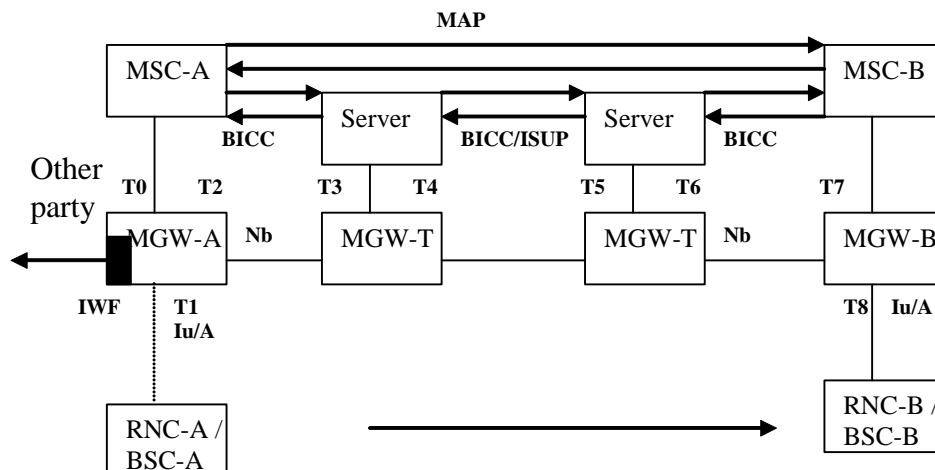 MAP
MSC-A
MSC-B
Server
Server
BICC
BICC/ISUP
BICC
Other
party
T0
T2
T3
T4
T5
T6
T7
MGW-A
Nb
MGW-T
MGW-T
Nb
MGW-B
IWF
T1
Iu/A
T8
Iu/A
RNC-A /
BSC-A
RNC-B /
BSC-B